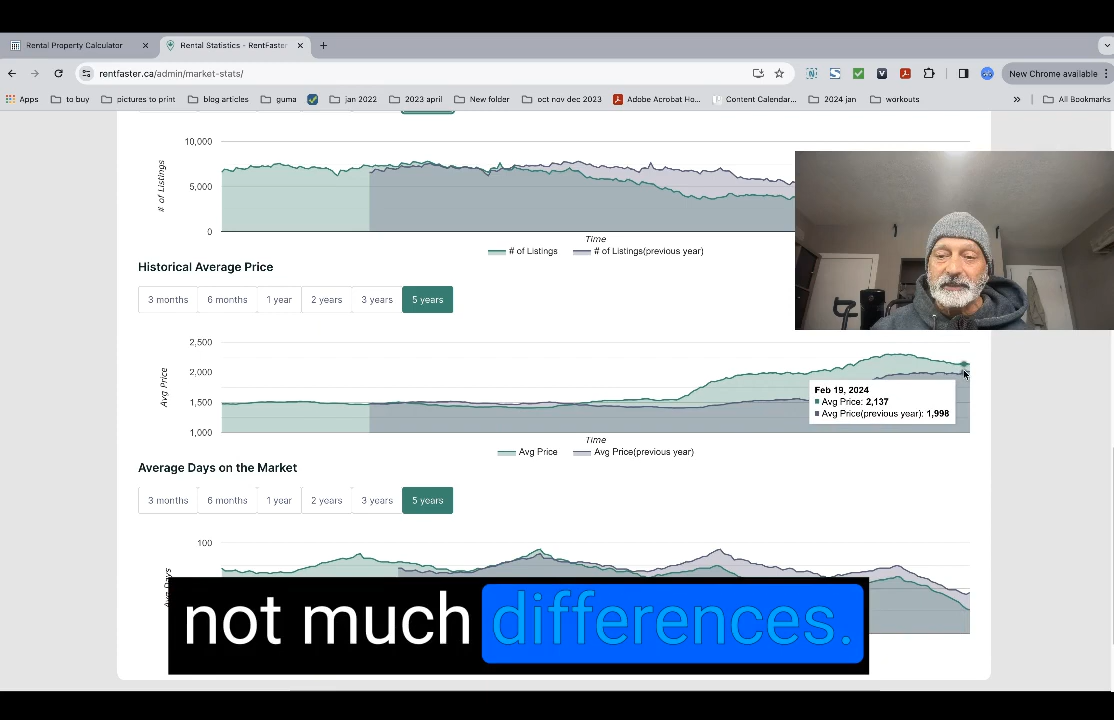 Rental Property Calculator
Rental Statistics - RentFaster
rentfaster.ca/admin/market-stats/
New Chrome available
Apps
to buy
pictures to print
blog articles
guma
jan 2022
2023 april
New folder
oct nov dec 2023
Adobe Acrobat Ho...
Content Calendar...
2024 jan
workouts
»
All Bookmarks
10,000
5,000
0
# of Listings
Time
# of Listings
# of Listings(previous year)
Historical Average Price
3 months
6 months
1 year
2 years
3 years
5 years
2,500
2,000
1,500
1,000
Avg Price
Feb 19, 2024
Avg Price: 2,137
Avg Price(previous year): 1,998
Time
Avg Price
Avg Price(previous year)
Average Days on the Market
3 months
6 months
1 year
2 years
3 years
5 years
100
not much differences.